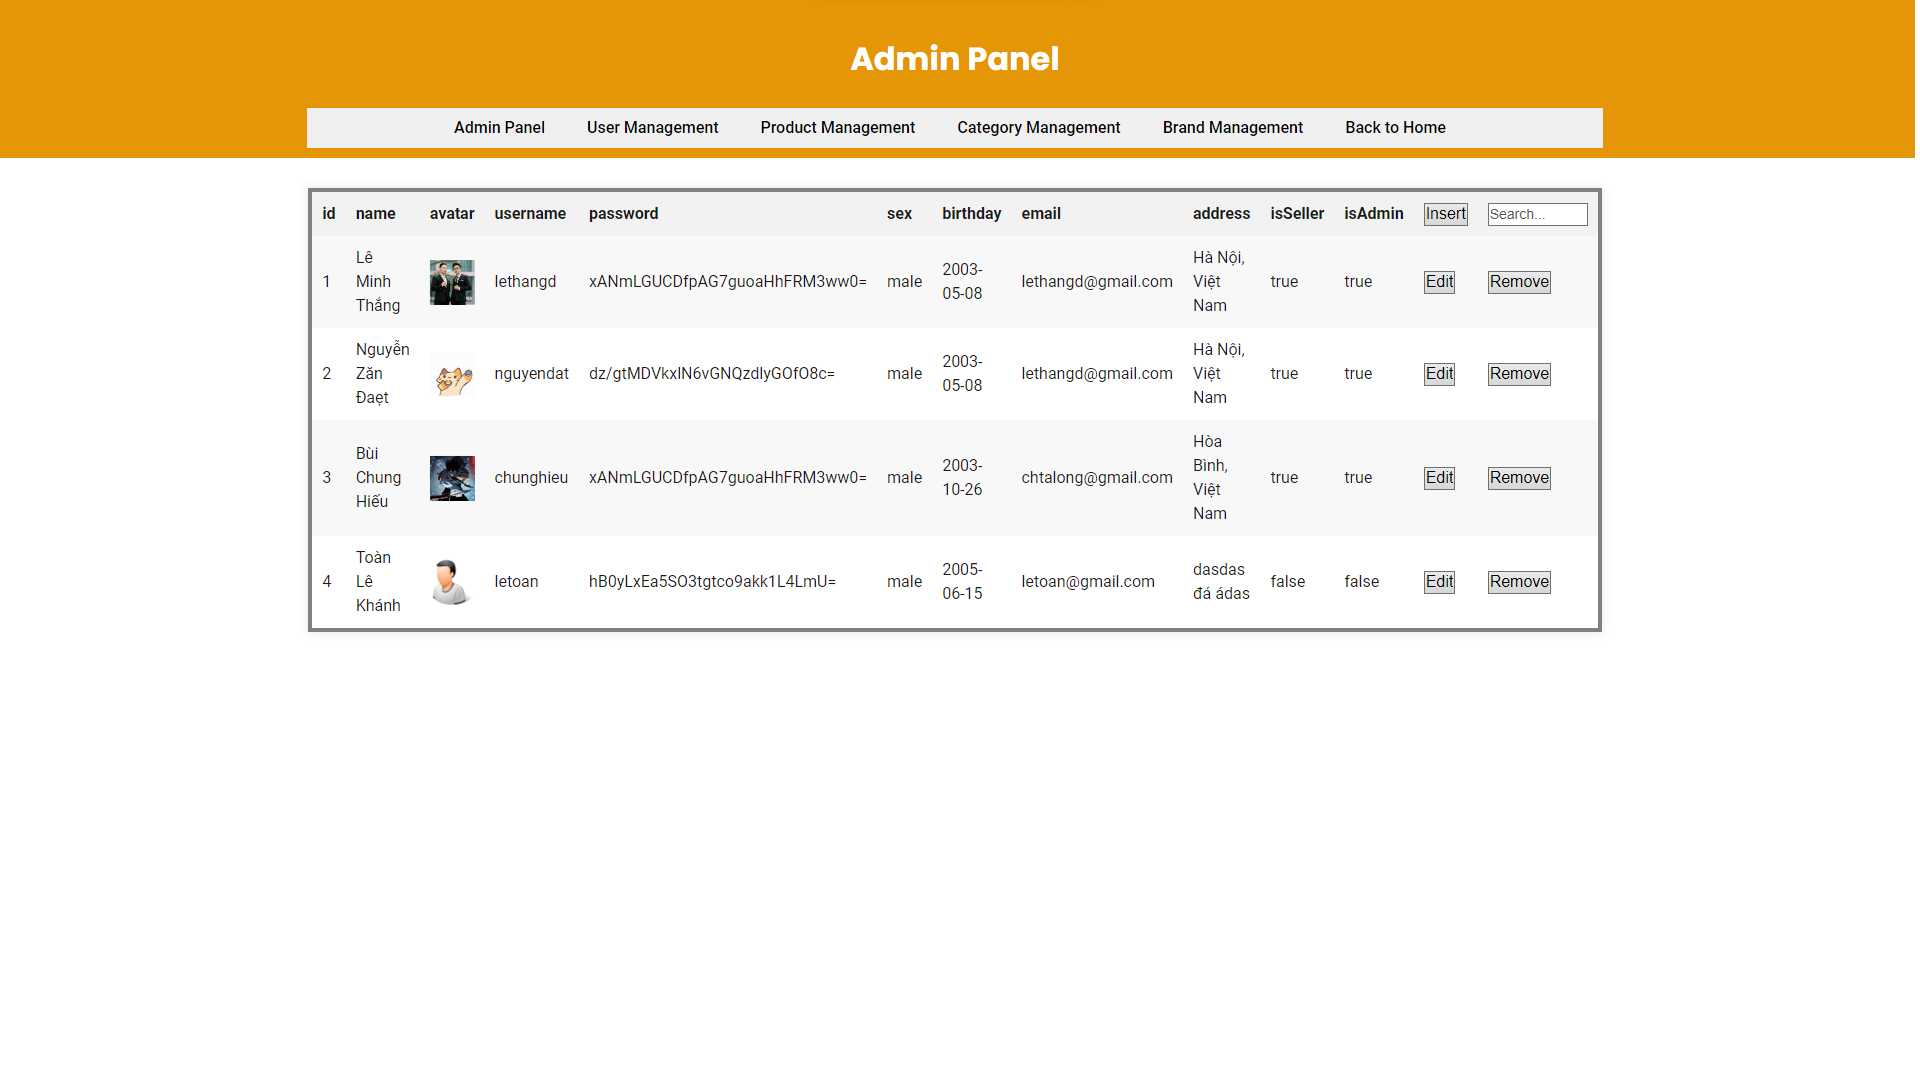 Admin Panel
Admin Panel User Management Product Management Category Management Brand Management Back to Home
id name avatar username password sex birthday email address isSeller isAdmin Insert Search...
1 Lê Minh Thắng lethangd xANmLGUCDfpAG7guoaHhFRM3ww0= male 2003-05-08 lethangd@gmail.com Hà Nội, Việt Nam true true Edit Remove
2 Nguyễn Zăn Đaẹt nguyendat dz/gtMDVkxIN6vGNQzdIyGOfO8c= male 2003-05-08 lethangd@gmail.com Hà Nội, Việt Nam true true Edit Remove
3 Bùi Chung Hiếu chunghieu xANmLGUCDfpAG7guoaHhFRM3ww0= male 2003-10-26 chtalong@gmail.com Hòa Bình, Việt Nam true true Edit Remove
4 Toàn Lê Khánh letoan hB0yLxEa5SO3tgtco9akk1L4LmU= male 2005-06-15 letoan@gmail.com dasdas đá ádas false false Edit Remove